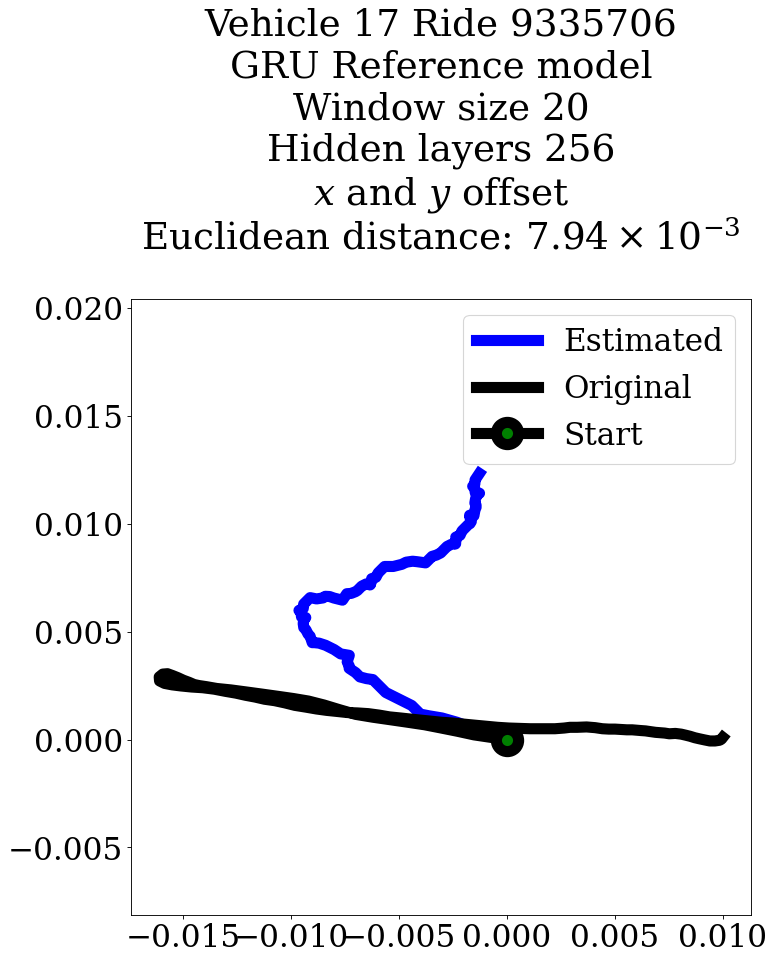 Vehicle 17 Ride 9335706
GRU Reference model
Window size 20
Hidden layers 256
x and y offset
Euclidean distance: 7.94 × 10⁻³
0.020
0.015
0.010
0.005
0.000
−0.005
Estimated
Original
Start
−0.015 −0.010 −0.005 0.000 0.005 0.010